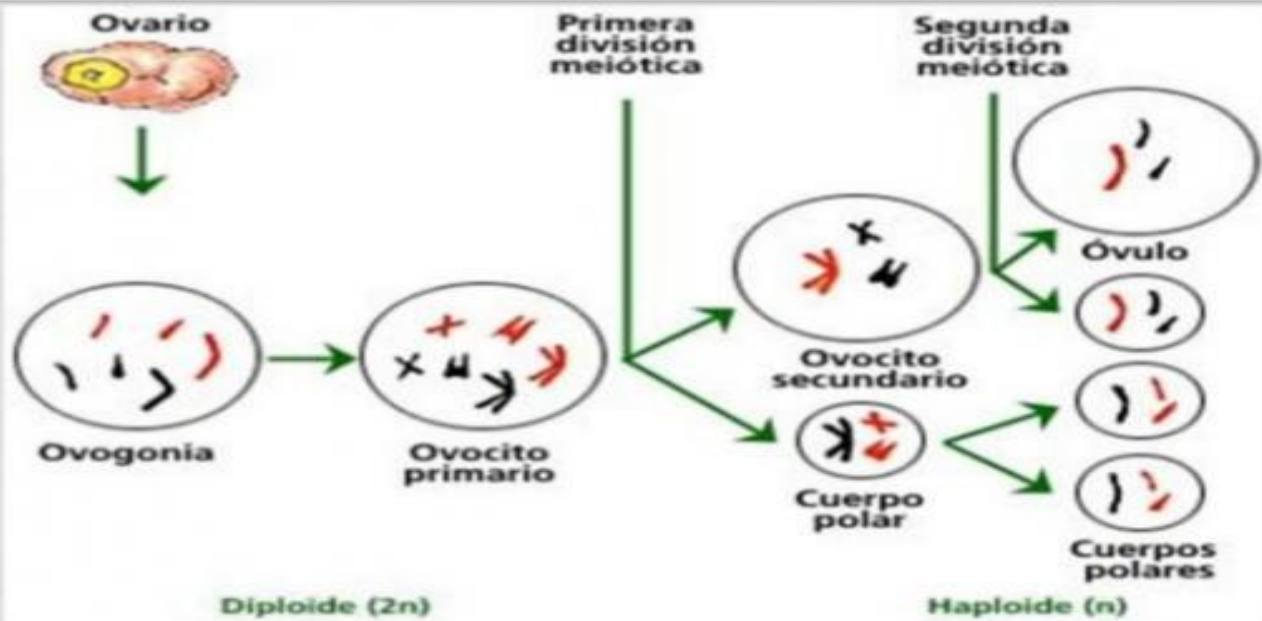 Ovario
Primera
división
meiótica
Segunda
división
meiótica
Óvulo
Ovogonia
Ovocito
primario
Ovocito
secundario
Cuerpo
polar
Cuerpos
polares
Díploide (2n)
Haploide (n)